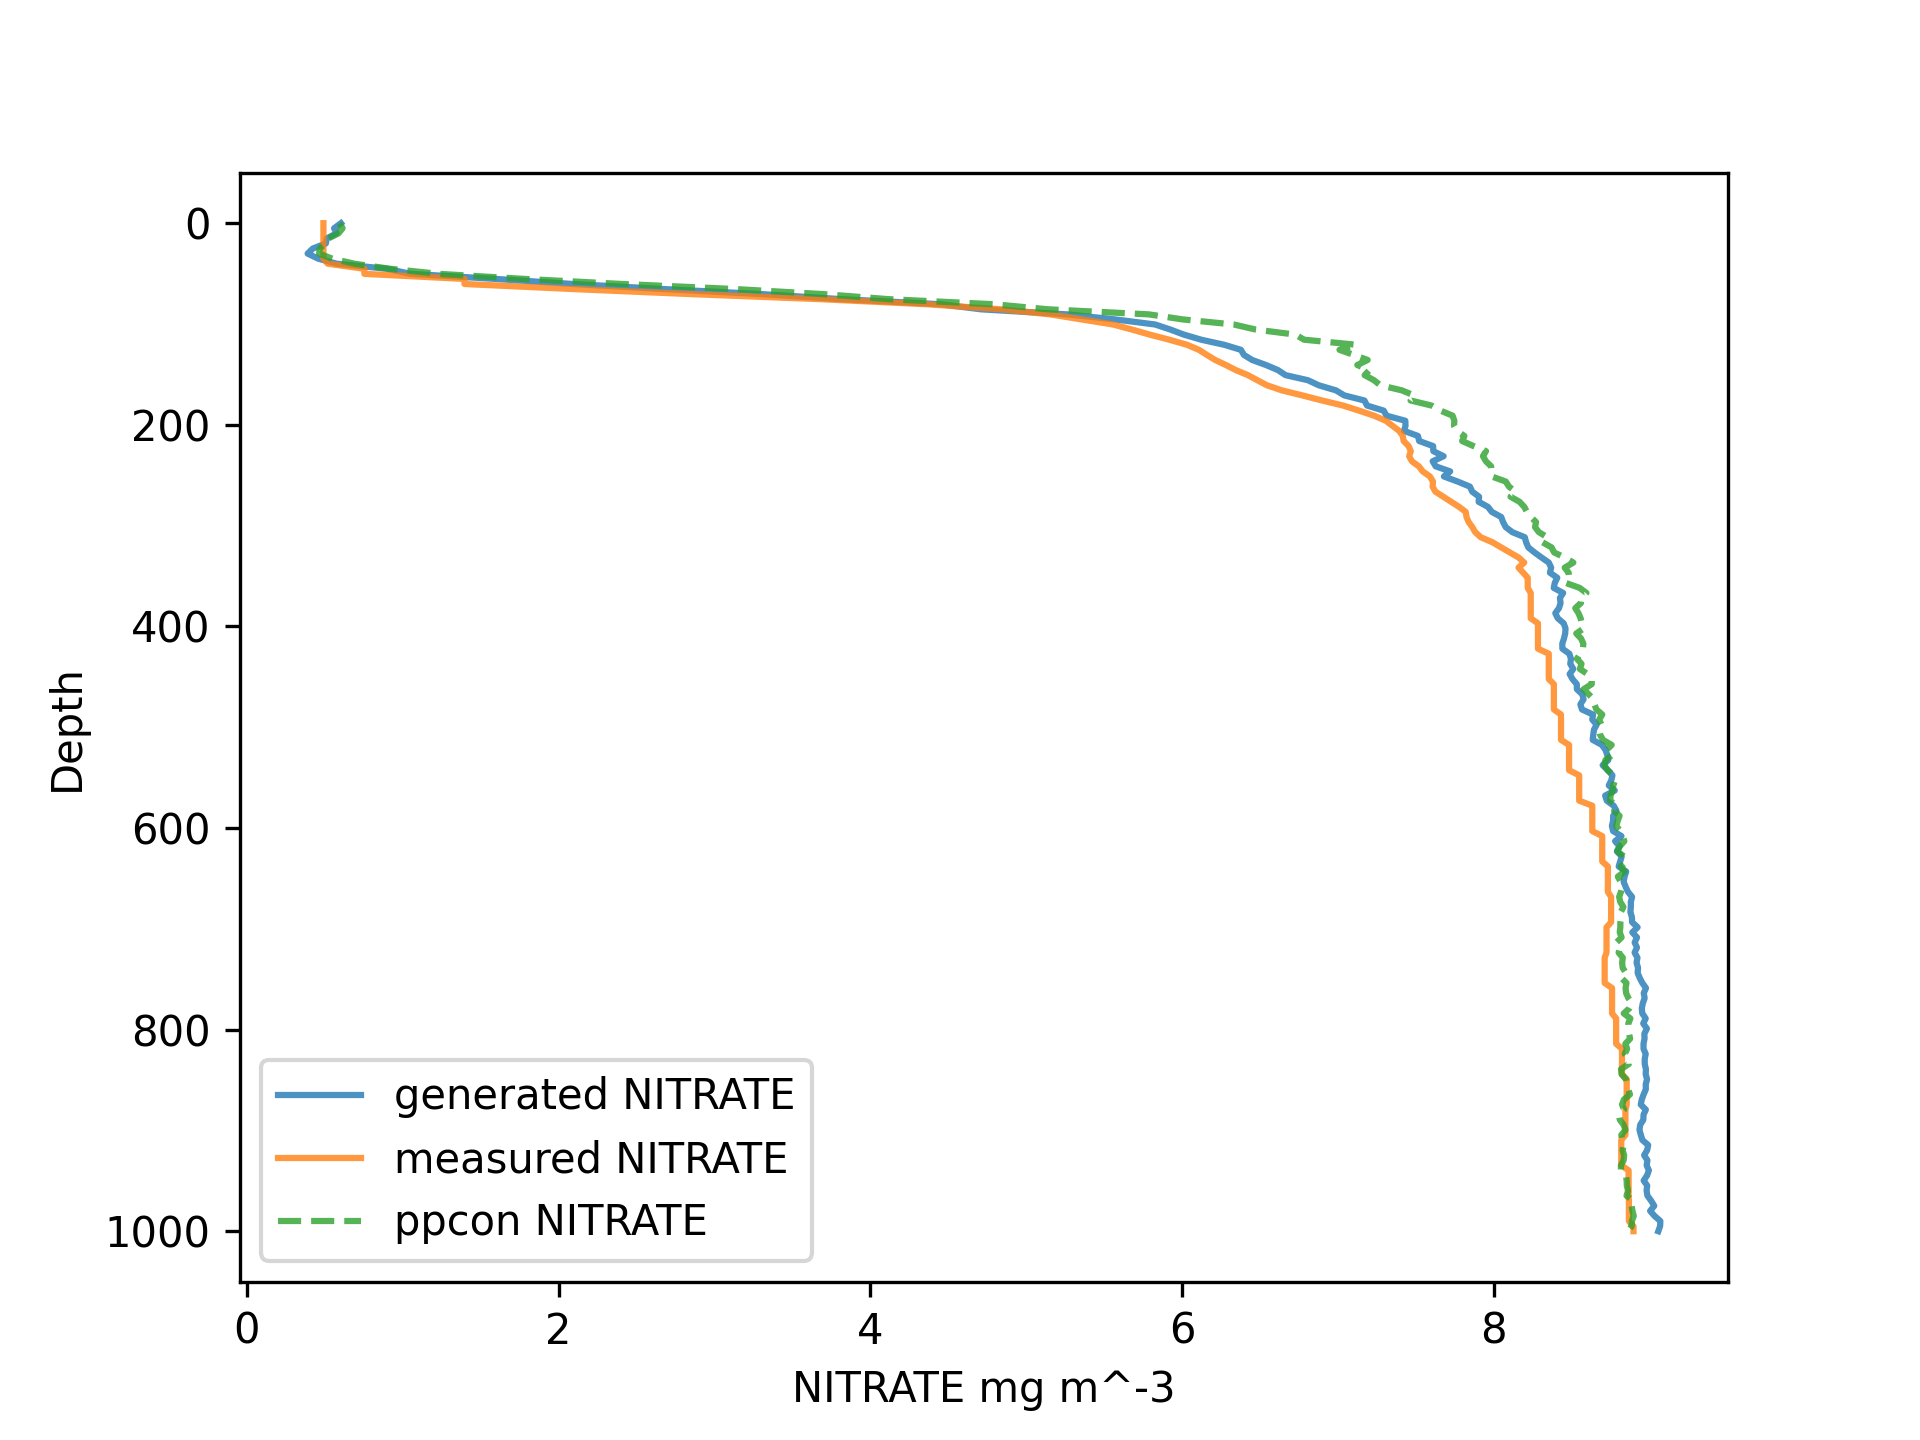 0
200
400
600
800
1000
Depth
generated NITRATE
measured NITRATE
ppcon NITRATE
0 2 4 6 8
NITRATE mg m^-3